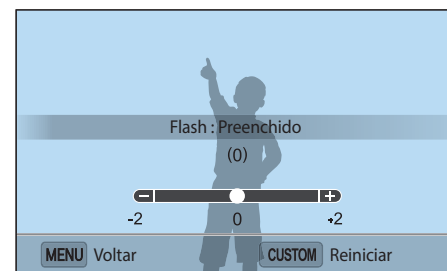 Flash : Preenchido
(0)
-2 0 +2
MENU Voltar CUSTOM Reiniciar